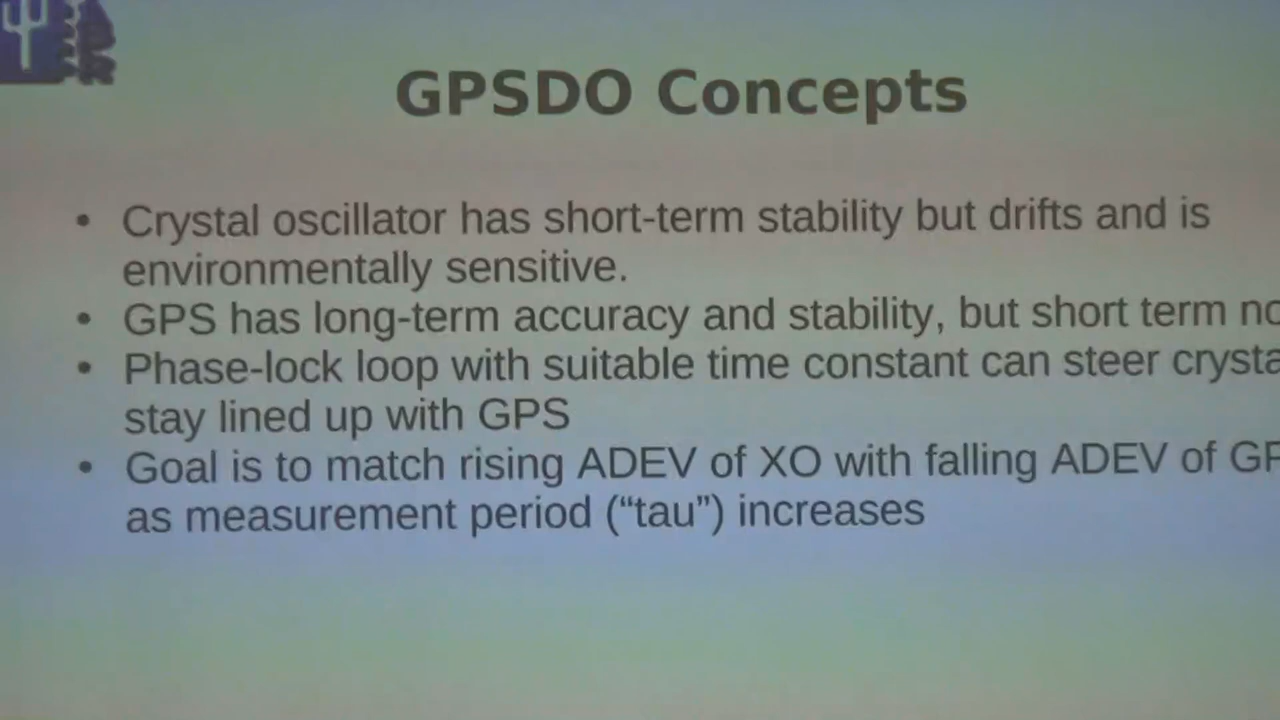 GPSDO Concepts
• Crystal oscillator has short-term stability but drifts and is
environmentally sensitive.
• GPS has long-term accuracy and stability, but short term
• Phase-lock loop with suitable time constant can steer
stay lined up with GPS
• Goal is to match rising ADEV of XO with falling ADEV of
as measurement period (“tau”) increases